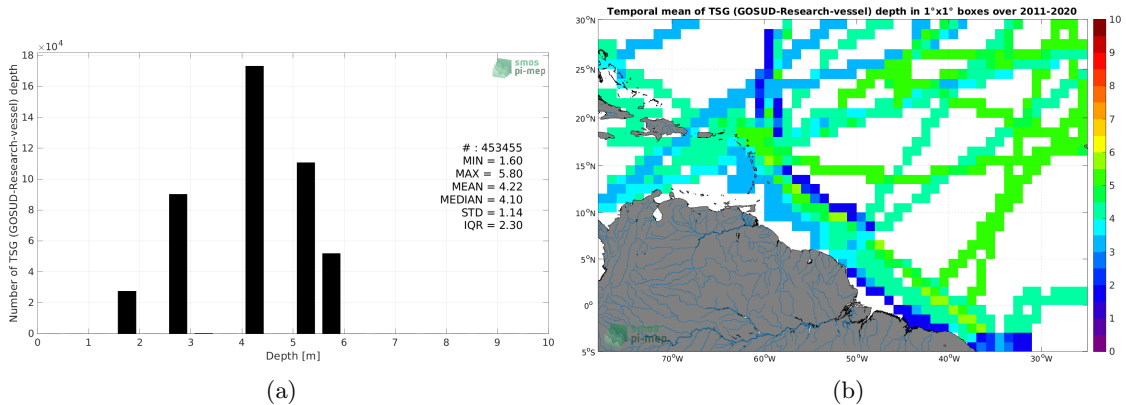 ×10⁴
18
16
14
12
10
8
6
4
2
0
Number of TSG (GOSUD-Research-vessel) depth
smos
pi-mep
# : 453455
MIN = 1.60
MAX = 5.80
MEAN = 4.22
MEDIAN = 4.10
STD = 1.14
IQR = 2.30
0 1 2 3 4 5 6 7 8 9 10
Depth [m]
(a)
Temporal mean of TSG (GOSUD-Research-vessel) depth in 1°x1° boxes over 2011-2020
30°N
25°N
20°N
15°N
10°N
5°N
0°
5°S
70°W 60°W 50°W 40°W 30°W
smos
pi-mep
10
9
8
7
6
5
4
3
2
1
0
(b)